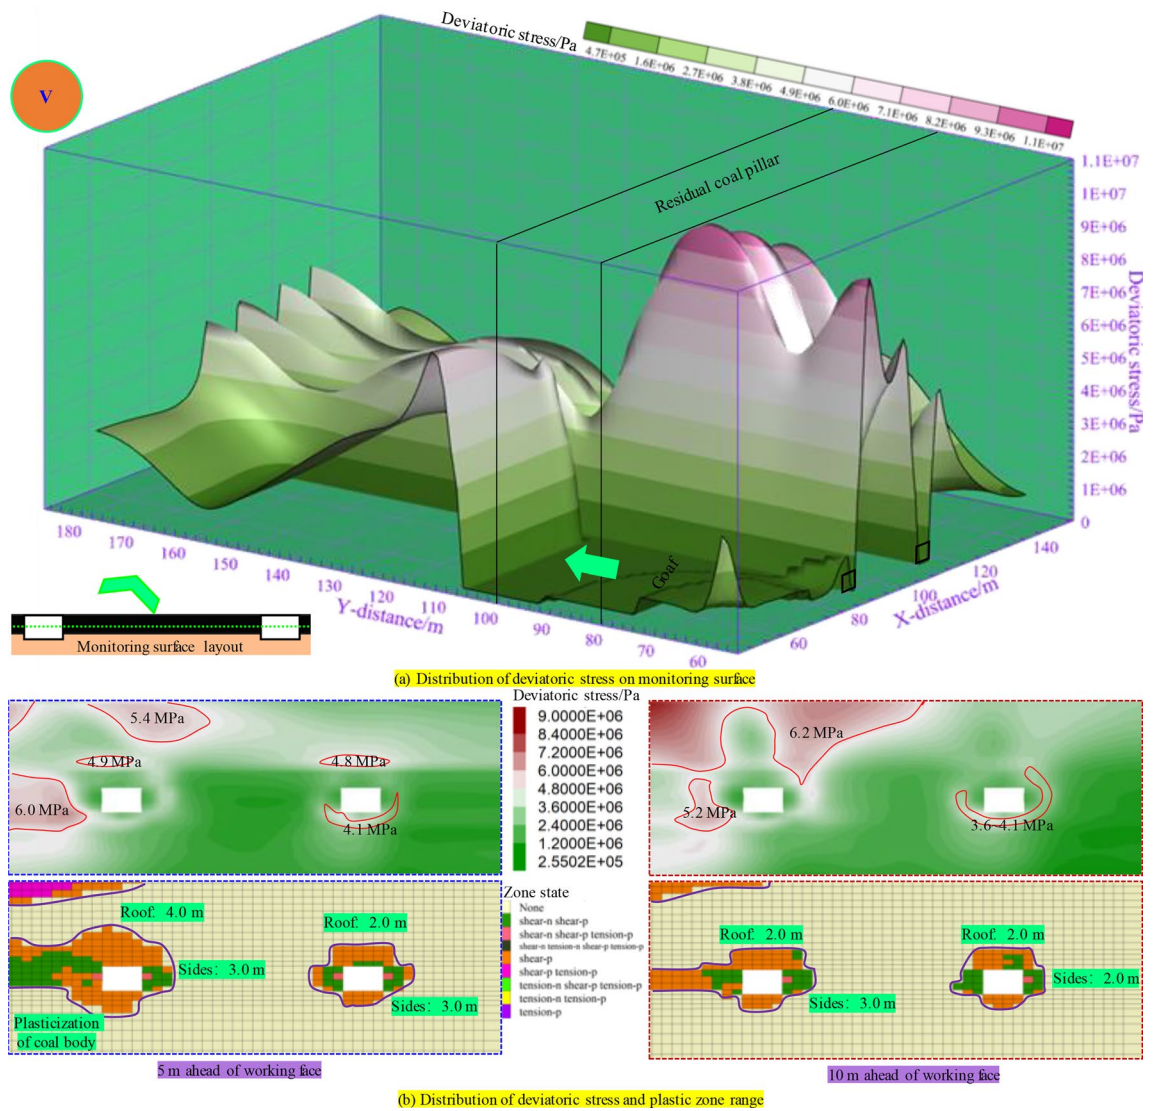 Deviatoric stress/Pa
4.7E+05
1.6E+06
2.7E+06
3.8E+06
4.9E+06
6.0E+06
7.1E+06
8.2E+06
9.3E+06
1.1E+07
V
Residual coal pillar
1.1E+07
1E+07
9E+06
8E+06
7E+06
6E+06
5E+06
4E+06
3E+06
2E+06
1E+06
0
Deviatoric stress/Pa
180
170
160
150
140
130
120
110
100
90
80
70
60
Y-distance/m
60
80
100
120
140
X-distance/m
Goaf
Monitoring surface layout
(a) Distribution of deviatoric stress on monitoring surface
5.4 MPa
4.9 MPa
4.8 MPa
6.0 MPa
4.1 MPa
Deviatoric stress/Pa
9.0000E+06
8.4000E+06
7.2000E+06
6.0000E+06
4.8000E+06
3.6000E+06
2.4000E+06
1.2000E+06
2.5502E+05
6.2 MPa
5.2 MPa
3.6~4.1 MPa
Roof: 4.0 m
Roof: 2.0 m
Sides: 3.0 m
Sides: 3.0 m
Plasticization
of coal body
Zone state
None
shear-n shear-p
shear-n shear-p tension-p
shear-n tension-n shear-p tension-p
shear-p
shear-p tension-p
tension-n shear-p tension-p
tension-n tension-p
tension-p
Roof: 2.0 m
Roof: 2.0 m
Sides: 2.0 m
Sides: 3.0 m
5 m ahead of working face
10 m ahead of working face
(b) Distribution of deviatoric stress and plastic zone range